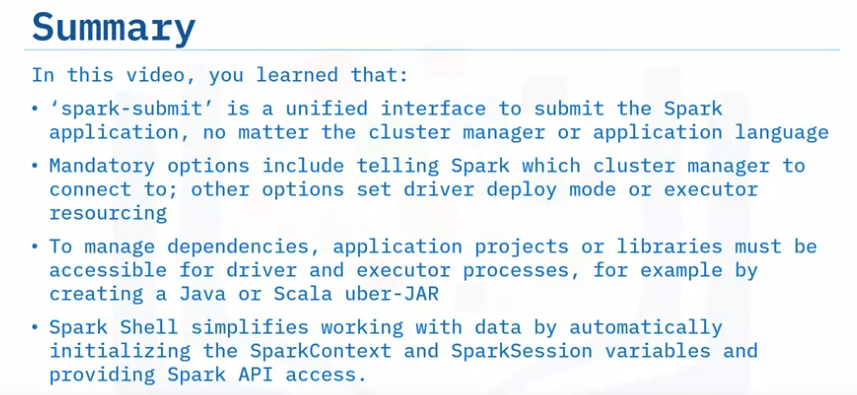 Summary
In this video, you learned that:
• ‘spark-submit’ is a unified interface to submit the Spark
application, no matter the cluster manager or application language
• Mandatory options include telling Spark which cluster manager to
connect to; other options set driver deploy mode or executor
resourcing
• To manage dependencies, application projects or libraries must be
accessible for driver and executor processes, for example by
creating a Java or Scala uber-JAR
• Spark Shell simplifies working with data by automatically
initializing the SparkContext and SparkSession variables and
providing Spark API access.